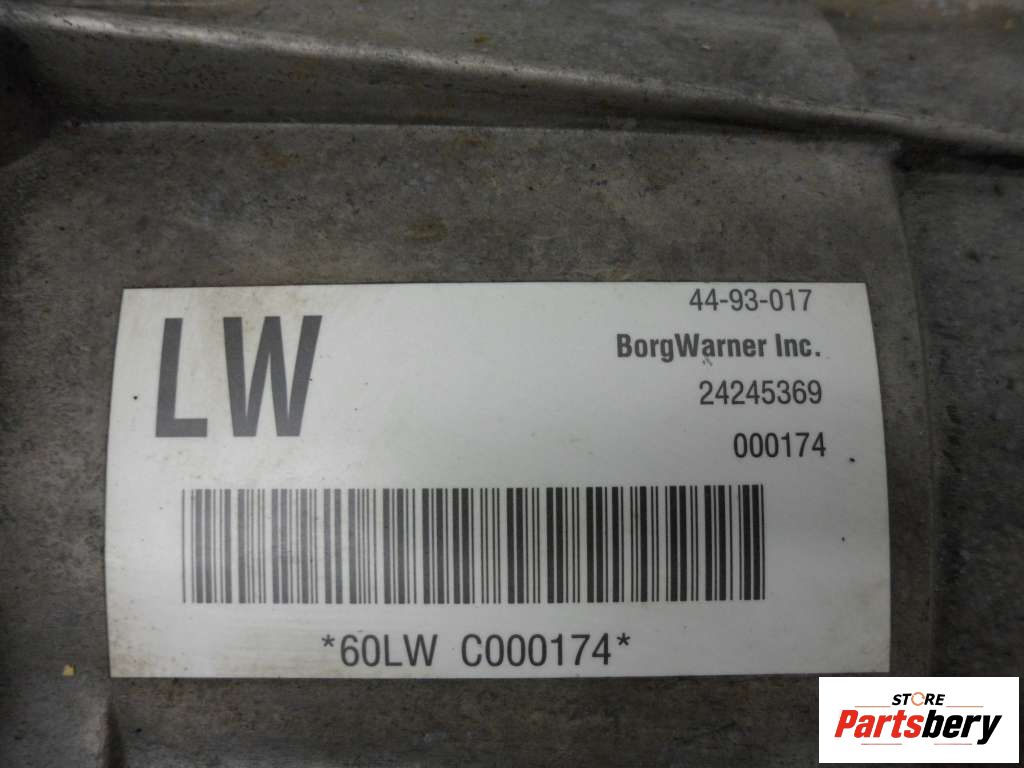 LW
44-93-017
BorgWarner Inc.
24245369
000174
*60LW C000174*
STORE
Partsbery